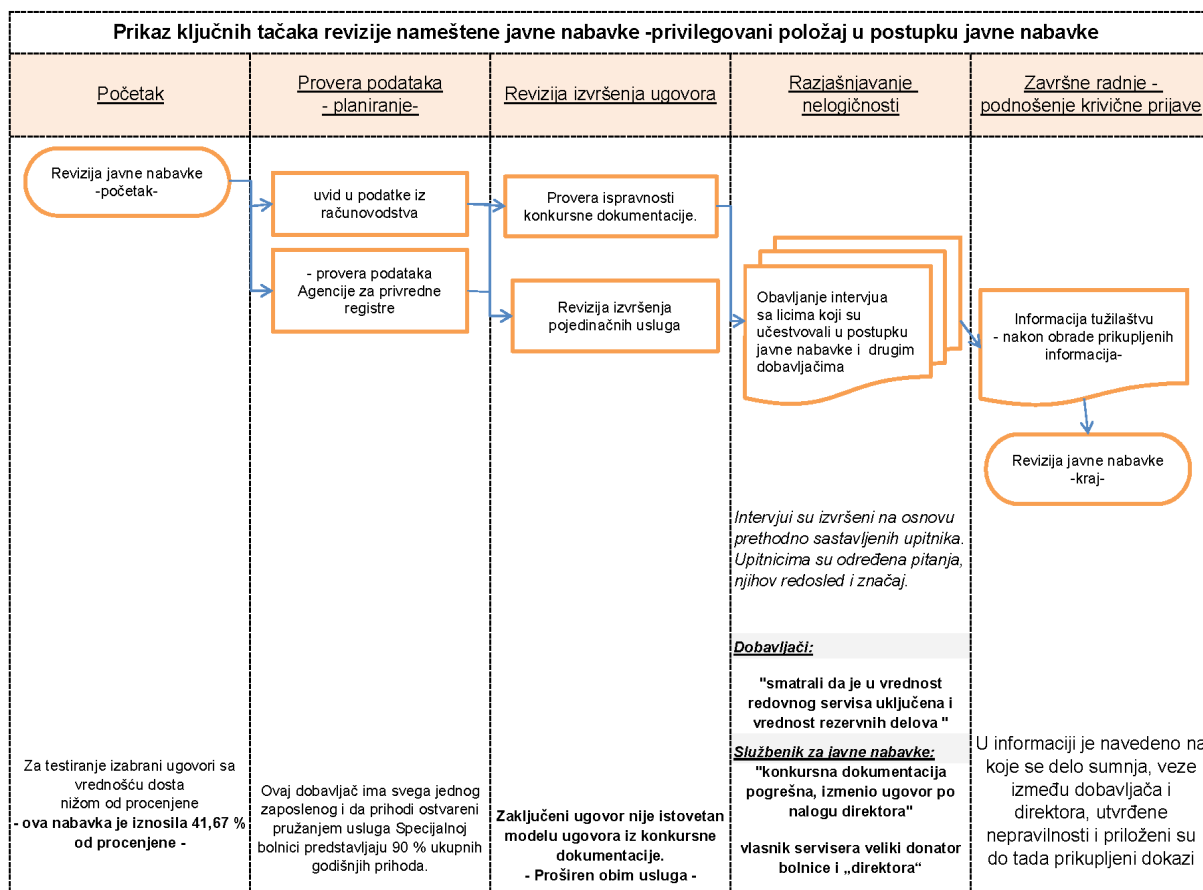 Prikaz ključnih tačaka revizije nameštene javne nabavke -privilegovani položaj u postupku javne nabavke
Početak
Provera podataka
- planiranje-
Revizija izvršenja ugovora
Razjašnjavanje
nelogičnosti
Završne radnje -
podnošenje krivične prijave
Revizija javne nabavke
-početak-
uvid u podatke iz
računovodstva
- provera podataka
Agencije za privredne
registre
Provera ispravnosti
konkursne dokumentacije.
Revizija izvršenja
pojedinačnih usluga
Obavljanje intervjua
sa licima koji su
učestvovali u postupku
javne nabavke i drugim
dobavljačima
Informacija tužilaštvu
- nakon obrade prikupljenih
informacija-
Revizija javne nabavke
-kraj-
Intervjui su izvršeni na osnovu
prethodno sastavljenih upitnika.
Upitnicima su određena pitanja,
njihov redosled i značaj.
Dobavljači:
"smatrali da je u vrednost
redovnog servisa uključena i
vrednost rezervnih delova "
Službenik za javne nabavke:
"konkursna dokumentacija
pogrešna, izmenio ugovor po
nalogu direktora"
vlasnik servisera veliki donator
bolnice i „direktora“
Za testiranje izabrani ugovori sa
vrednošću dosta
nižom od procenjene
- ova nabavka je iznosila 41,67 %
od procenjene -
Ovaj dobavljač ima svega jednog
zaposlenog i da prihodi ostvareni
pružanjem usluga Specijalnoj
bolnici predstavljaju 90 % ukupnih
godišnjih prihoda.
Zaključeni ugovor nije istovetan
modelu ugovora iz konkursne
dokumentacije.
- Proširen obim usluga -
U informaciji je navedeno na
koje se delo sumnja, veze
između dobavljača i
direktora, utvrđene
nepravilnosti i priloženi su
do tada prikupljeni dokazi